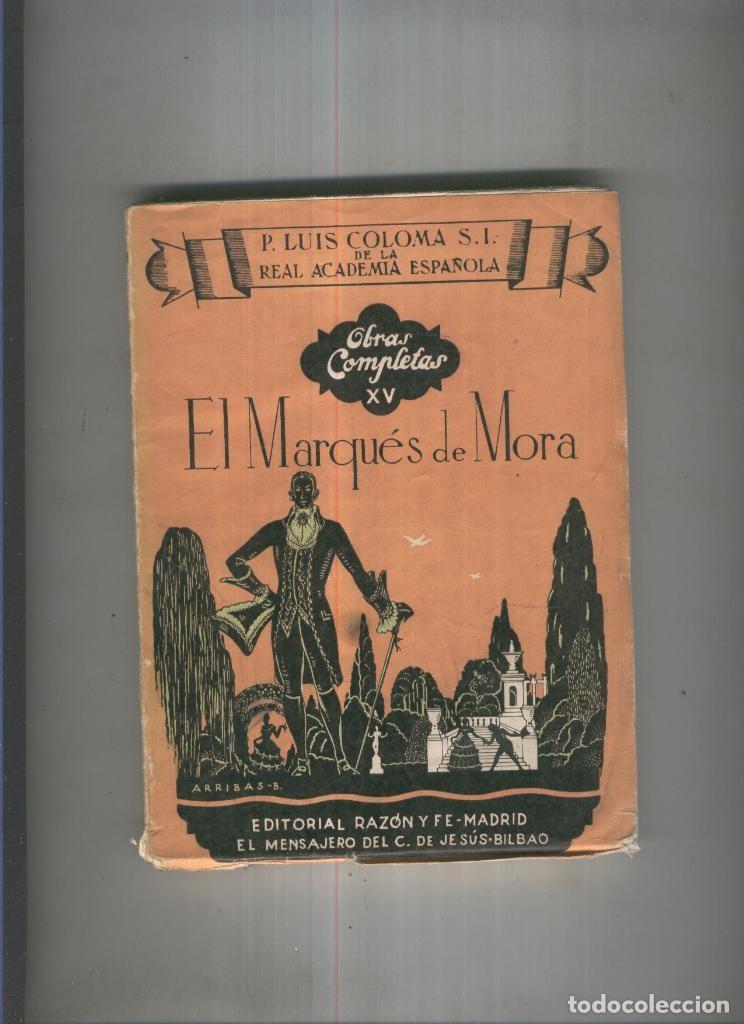 P. LUIS COLOMA S.I.
DE LA
REAL ACADEMIA ESPAÑOLA
Obras
Completas
XV
El Marqués de Mora
ARRIBAS-B.
EDITORIAL RAZÓN Y FE-MADRID
EL MENSAJERO DEL C. DE JESÚS·BILBAO
todocoleccion